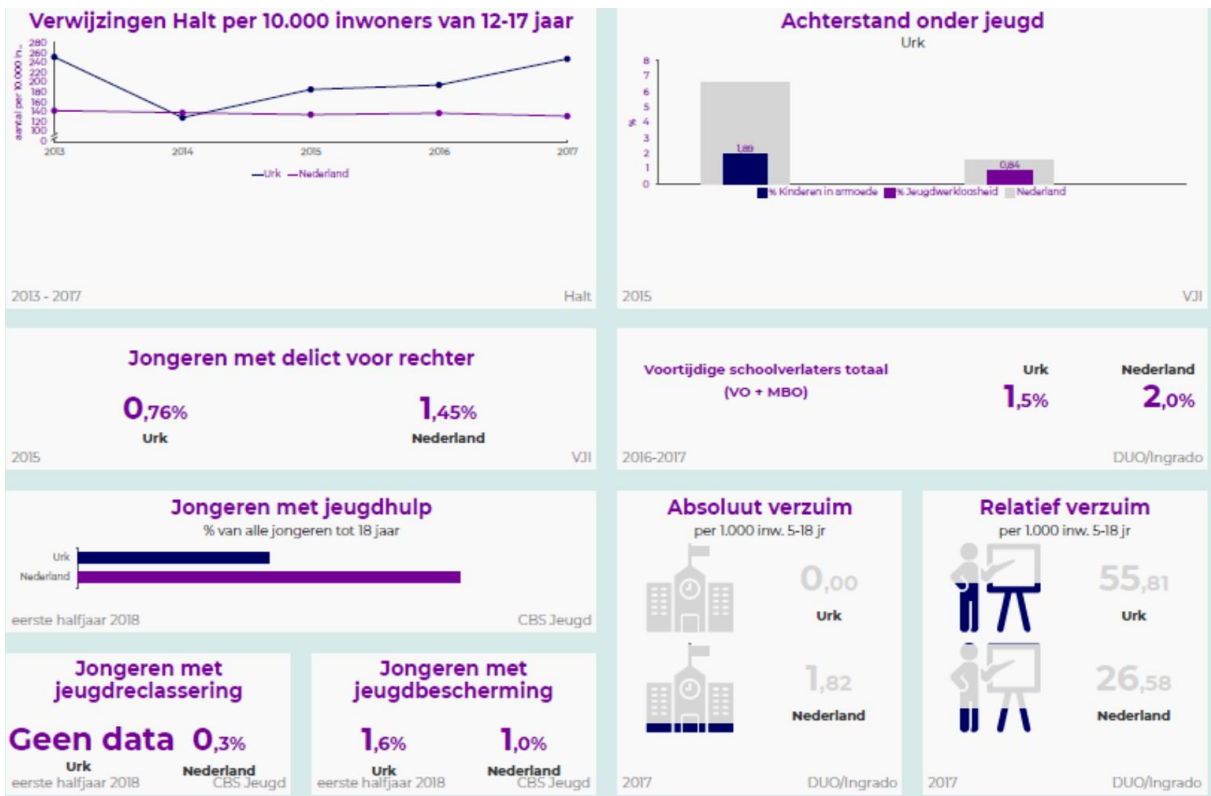 Verwijzingen Halt per 10.000 inwoners van 12-17 jaar
aantal per 10.000 in...
280
260
240
220
200
180
160
140
120
100
0
2013 2014 2015 2016 2017
Urk Nederland
2013 - 2017 Halt
Achterstand onder jeugd
Urk
%
8
7
6
5
4
3
2
1
0
1,89
0,84
% Kinderen in armoede % Jeugdwerkloosheid Nederland
2015 VJI
Jongeren met delict voor rechter
0,76% 1,45%
Urk Nederland
2015 VJI
Voortijdige schoolverlaters totaal
(VO + MBO)
Urk Nederland
1,5% 2,0%
2016-2017 DUO/Ingrado
Jongeren met jeugdhulp
% van alle jongeren tot 18 jaar
Urk
Nederland
eerste halfjaar 2018 CBS Jeugd
Absoluut verzuim
per 1.000 inw. 5-18 jr
0,00
Urk
1,82
Nederland
2017 DUO/Ingrado
Relatief verzuim
per 1.000 inw. 5-18 jr
55,81
Urk
26,58
Nederland
2017 DUO/Ingrado
Jongeren met
jeugdreclassering
Geen data 0,3%
Urk Nederland
eerste halfjaar 2018 CBS Jeugd
Jongeren met
jeugdbescherming
1,6% 1,0%
Urk Nederland
eerste halfjaar 2018 CBS Jeugd